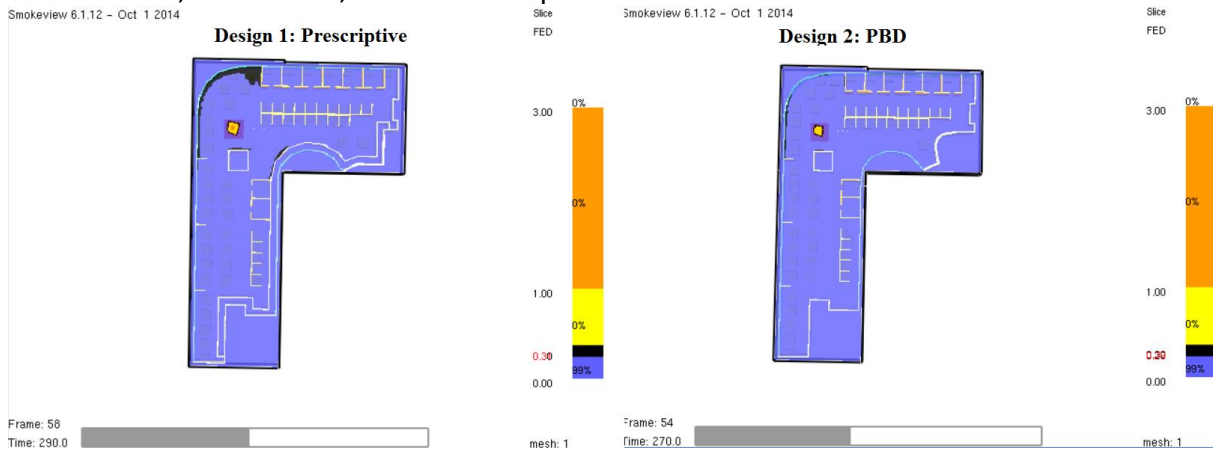 Smokeview 6.1.12 - Oct 1 2014
Design 1: Prescriptive
Slice
FED
3.00
0%
0%
1.00
0%
0.30
99%
0.00
Frame: 58
Time: 290.0
mesh: 1
Smokeview 6.1.12 - Oct 1 2014
Design 2: PBD
Slice
FED
3.00
0%
0%
1.00
0%
99%
0.00
Frame: 54
Time: 270.0
mesh: 1